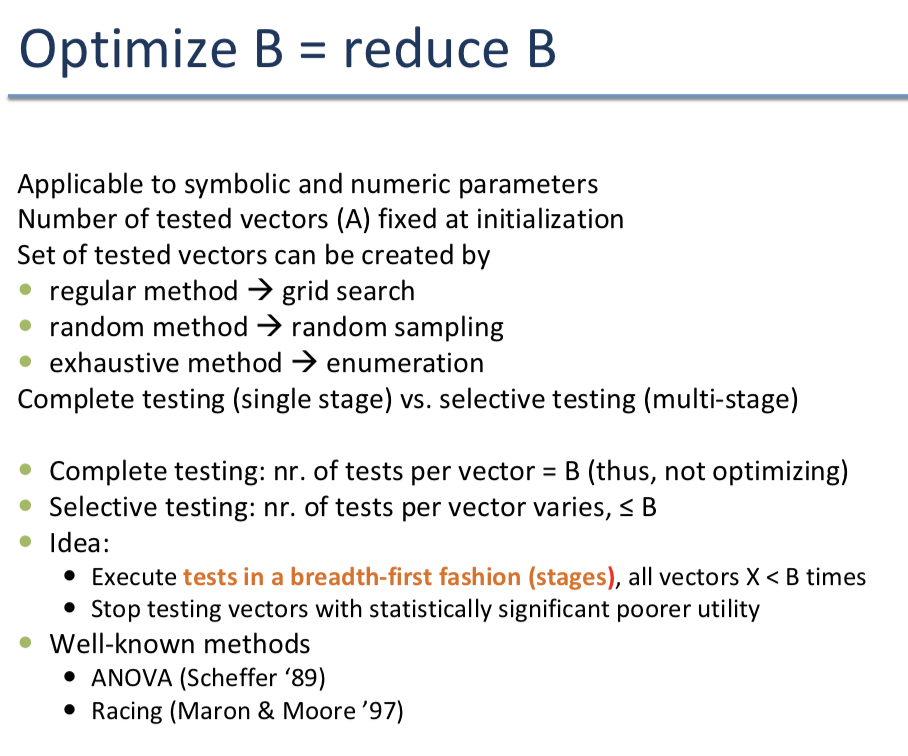 Optimize B = reduce B
Applicable to symbolic and numeric parameters
Number of tested vectors (A) fixed at initialization
Set of tested vectors can be created by
• regular method → grid search
• random method → random sampling
• exhaustive method → enumeration
Complete testing (single stage) vs. selective testing (multi-stage)
• Complete testing: nr. of tests per vector = B (thus, not optimizing)
• Selective testing: nr. of tests per vector varies, ≤ B
• Idea:
• Execute tests in a breadth-first fashion (stages), all vectors X < B times
• Stop testing vectors with statistically significant poorer utility
• Well-known methods
• ANOVA (Scheffer ‘89)
• Racing (Maron & Moore ’97)